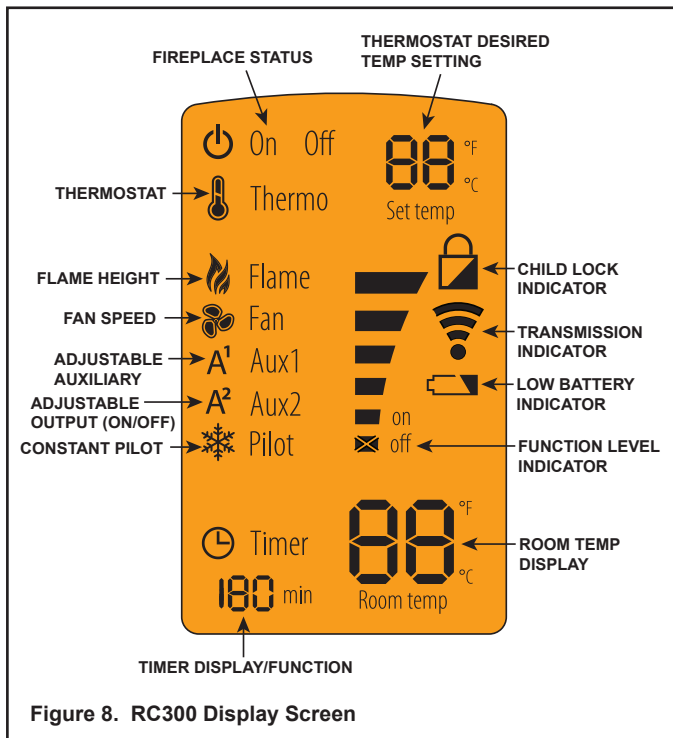 FIREPLACE STATUS
THERMOSTAT DESIRED
TEMP SETTING
On Off
88 °F
°C
Set temp
THERMOSTAT
Thermo
FLAME HEIGHT
Flame
CHILD LOCK
INDICATOR
FAN SPEED
Fan
TRANSMISSION
INDICATOR
ADJUSTABLE
AUXILIARY
A¹ Aux1
LOW BATTERY
INDICATOR
ADJUSTABLE
OUTPUT (ON/OFF)
A² Aux2
on
CONSTANT PILOT
Pilot
off
FUNCTION LEVEL
INDICATOR
Timer
180 min
88 °F
°C
Room temp
ROOM TEMP
DISPLAY
TIMER DISPLAY/FUNCTION
Figure 8. RC300 Display Screen